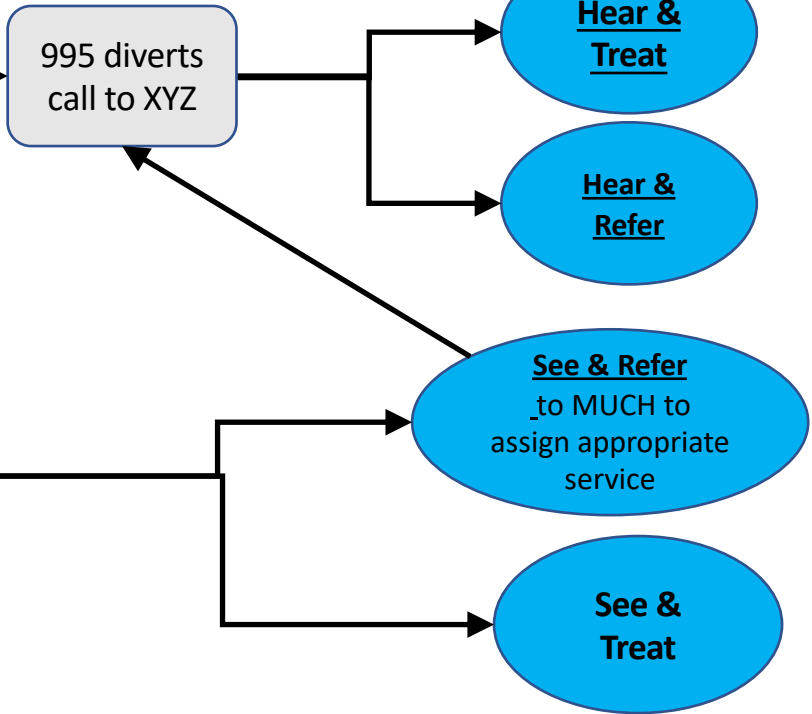 995 diverts
call to XYZ
Hear &
Treat
Hear &
Refer
See & Refer
to MUCH to
assign appropriate
service
See &
Treat